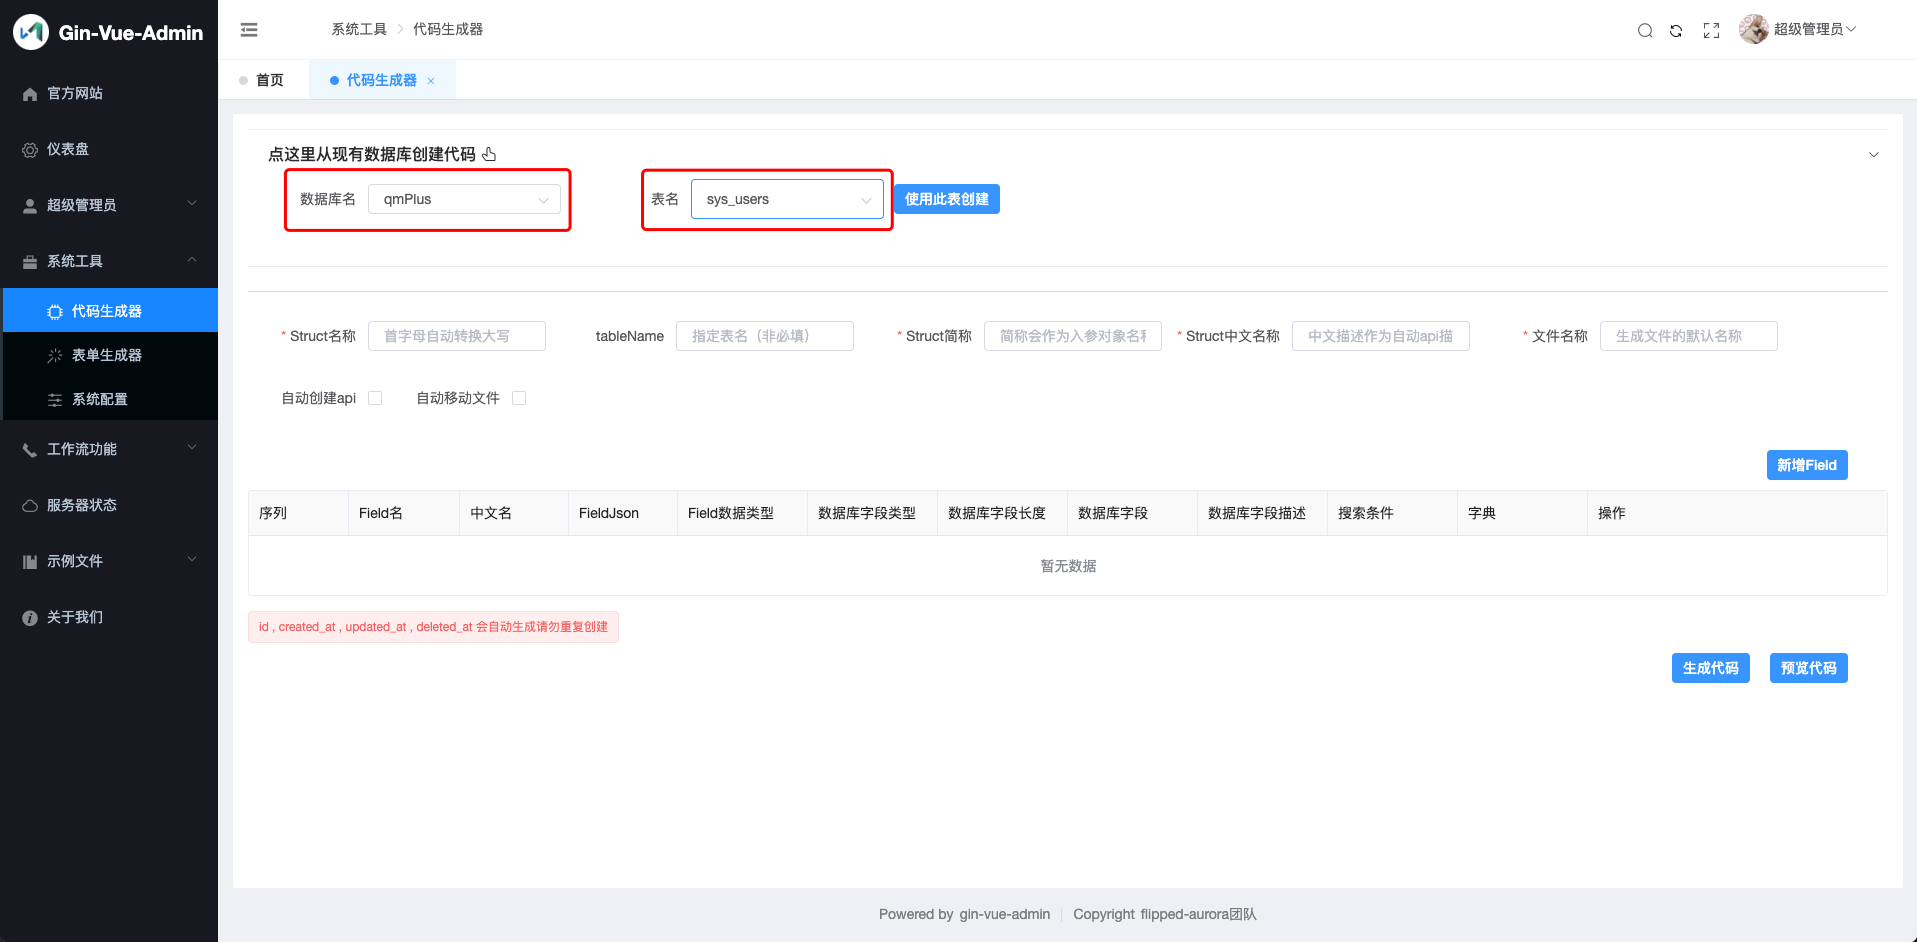 Gin-Vue-Admin
官方网站
仪表盘
超级管理员
系统工具
代码生成器
表单生成器
系统配置
工作流功能
服务器状态
示例文件
关于我们
系统工具 > 代码生成器
超级管理员
首页
代码生成器 ×
点这里从现有数据库创建代码
数据库名 qmPlus 表名 sys_users 使用此表创建
* Struct名称 首字母自动转换大写 tableName 指定表名（非必填） * Struct简称 简称会作为入参对象名称 * Struct中文名称 中文描述作为自动api描 * 文件名称 生成文件的默认名称
自动创建api 自动移动文件
新增Field
序列 Field名 中文名 FieldJson Field数据类型 数据库字段类型 数据库字段长度 数据库字段 数据库字段描述 搜索条件 字典 操作
暂无数据
id , created_at , updated_at , deleted_at 会自动生成请勿重复创建
生成代码 预览代码
Powered by gin-vue-admin Copyright flipped-aurora团队